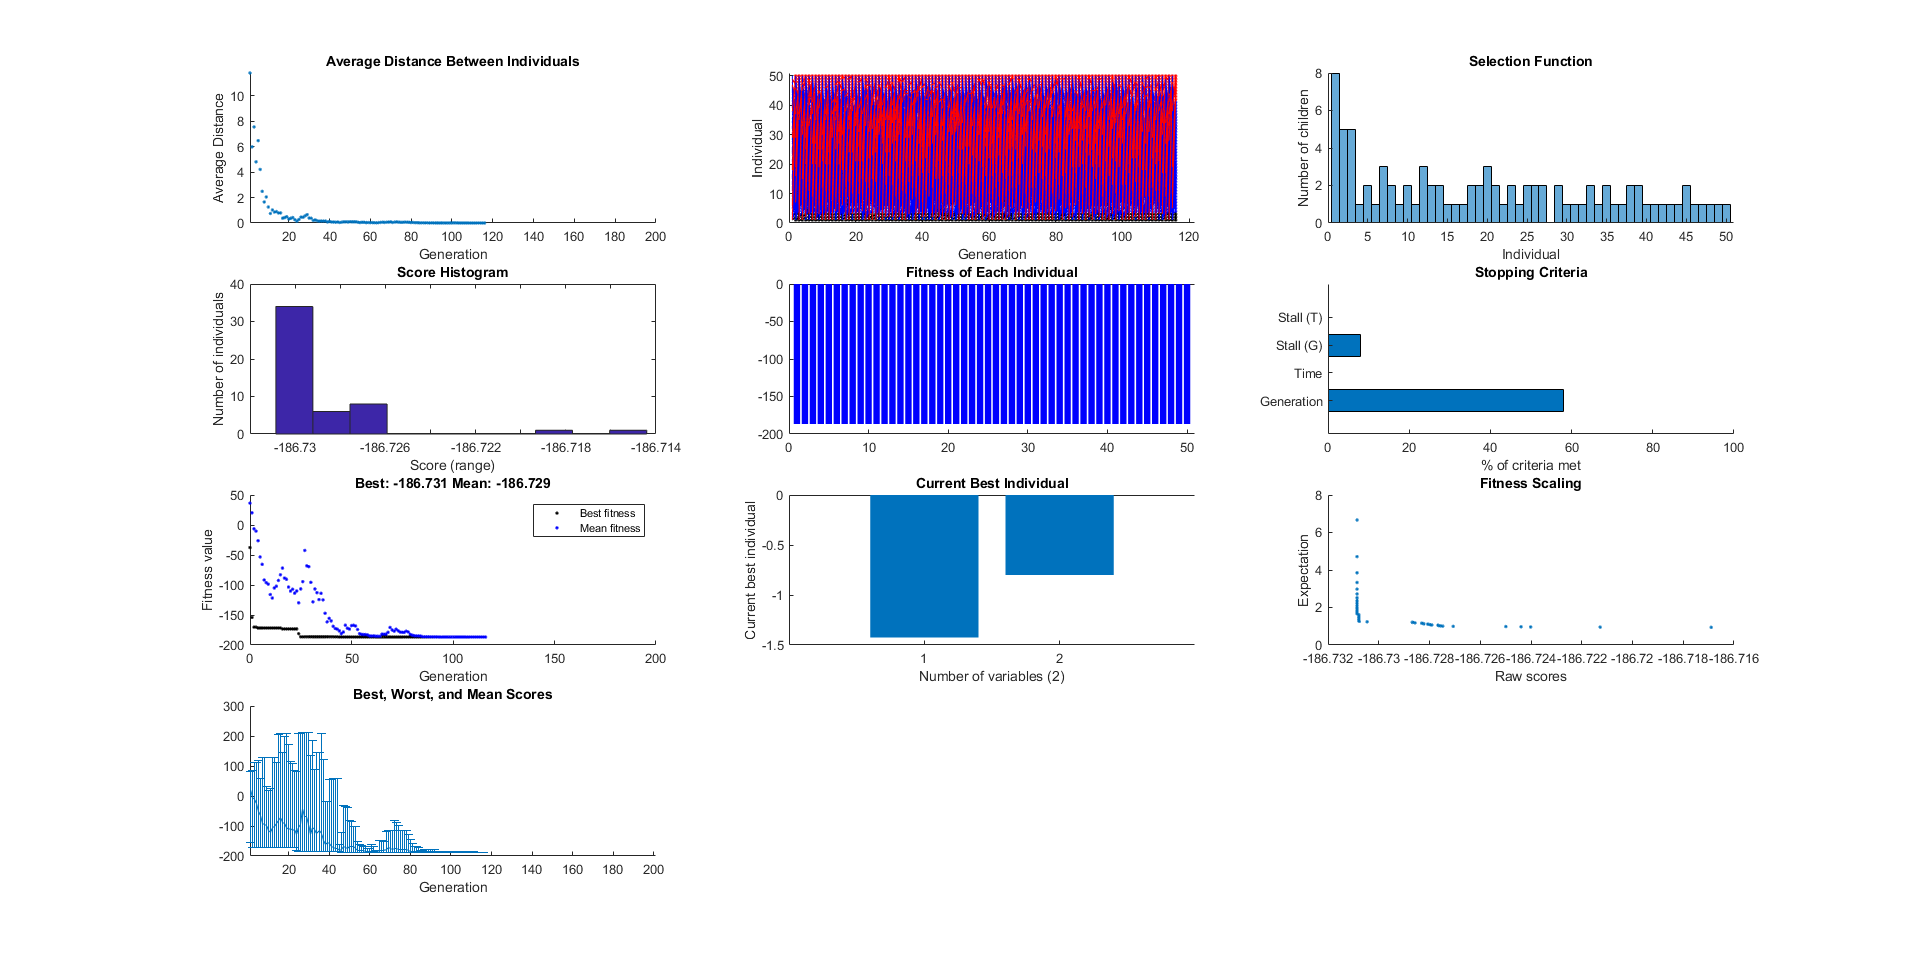 Average Distance Between Individuals
Average Distance
10
8
6
4
2
0
20 40 60 80 100 120 140 160 180 200
Generation
Individual
50
40
30
20
10
0
0 20 40 60 80 100 120
Generation
Selection Function
Number of children
8
6
4
2
0
0 5 10 15 20 25 30 35 40 45 50
Individual
Score Histogram
Number of individuals
40
30
20
10
0
-186.73 -186.726 -186.722 -186.718 -186.714
Score (range)
Fitness of Each Individual
0
-50
-100
-150
-200
0 10 20 30 40 50
Stopping Criteria
Stall (T)
Stall (G)
Time
Generation
0 20 40 60 80 100
% of criteria met
Best: -186.731 Mean: -186.729
Fitness value
50
0
-50
-100
-150
-200
Best fitness
Mean fitness
0 50 100 150 200
Generation
Current Best Individual
Current best individual
0
-0.5
-1
-1.5
1 2
Number of variables (2)
Fitness Scaling
Expectation
8
6
4
2
0
-186.732 -186.73 -186.728 -186.726 -186.724 -186.722 -186.72 -186.718 -186.716
Raw scores
Best, Worst, and Mean Scores
300
200
100
0
-100
-200
20 40 60 80 100 120 140 160 180 200
Generation